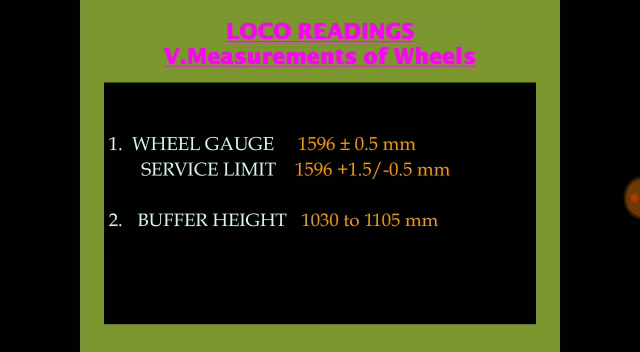 LOCO READINGS
V.Measurements of Wheels
1. WHEEL GAUGE 1596 ± 0.5 mm
SERVICE LIMIT 1596 +1.5/-0.5 mm
2. BUFFER HEIGHT 1030 to 1105 mm